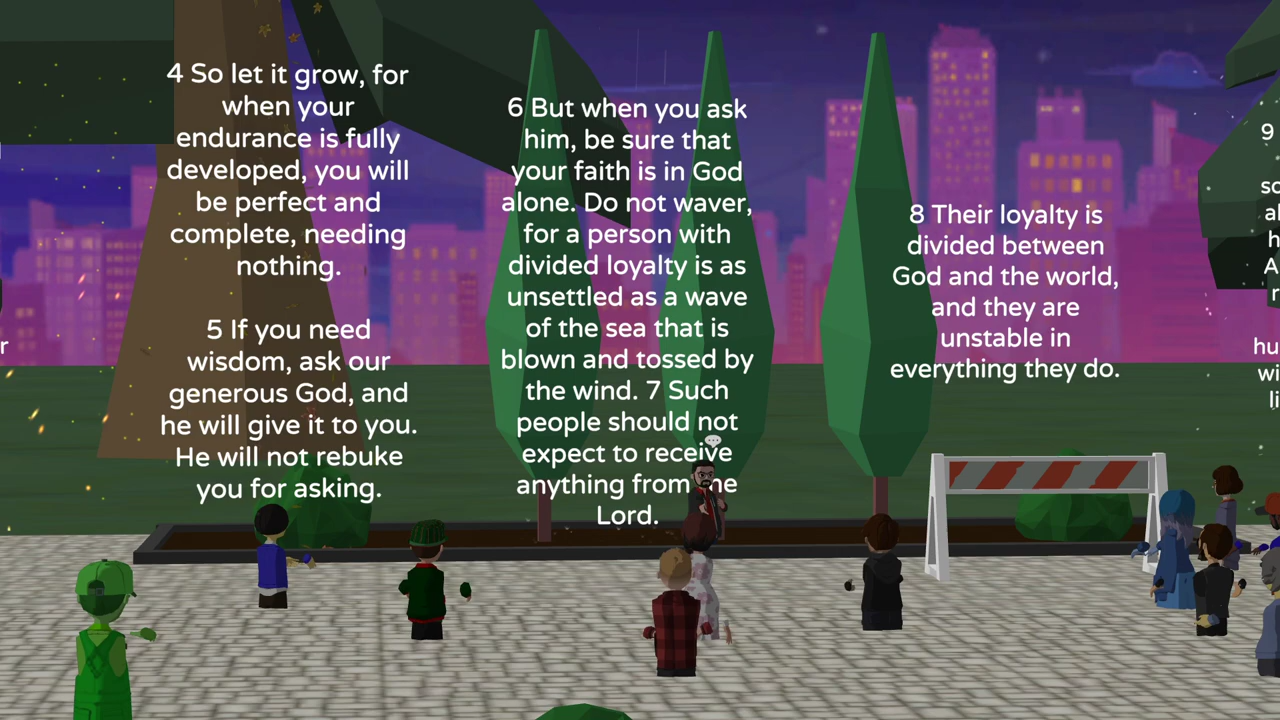 4 So let it grow, for
when your
endurance is fully
developed, you will
be perfect and
complete, needing
nothing.
5 If you need
wisdom, ask our
generous God, and
he will give it to you.
He will not rebuke
you for asking.
6 But when you ask
him, be sure that
your faith is in God
alone. Do not waver,
for a person with
divided loyalty is as
unsettled as a wave
of the sea that is
blown and tossed by
the wind. 7 Such
people should not
expect to receive
anything from the
Lord.
8 Their loyalty is
divided between
God and the world,
and they are
unstable in
everything they do.
9